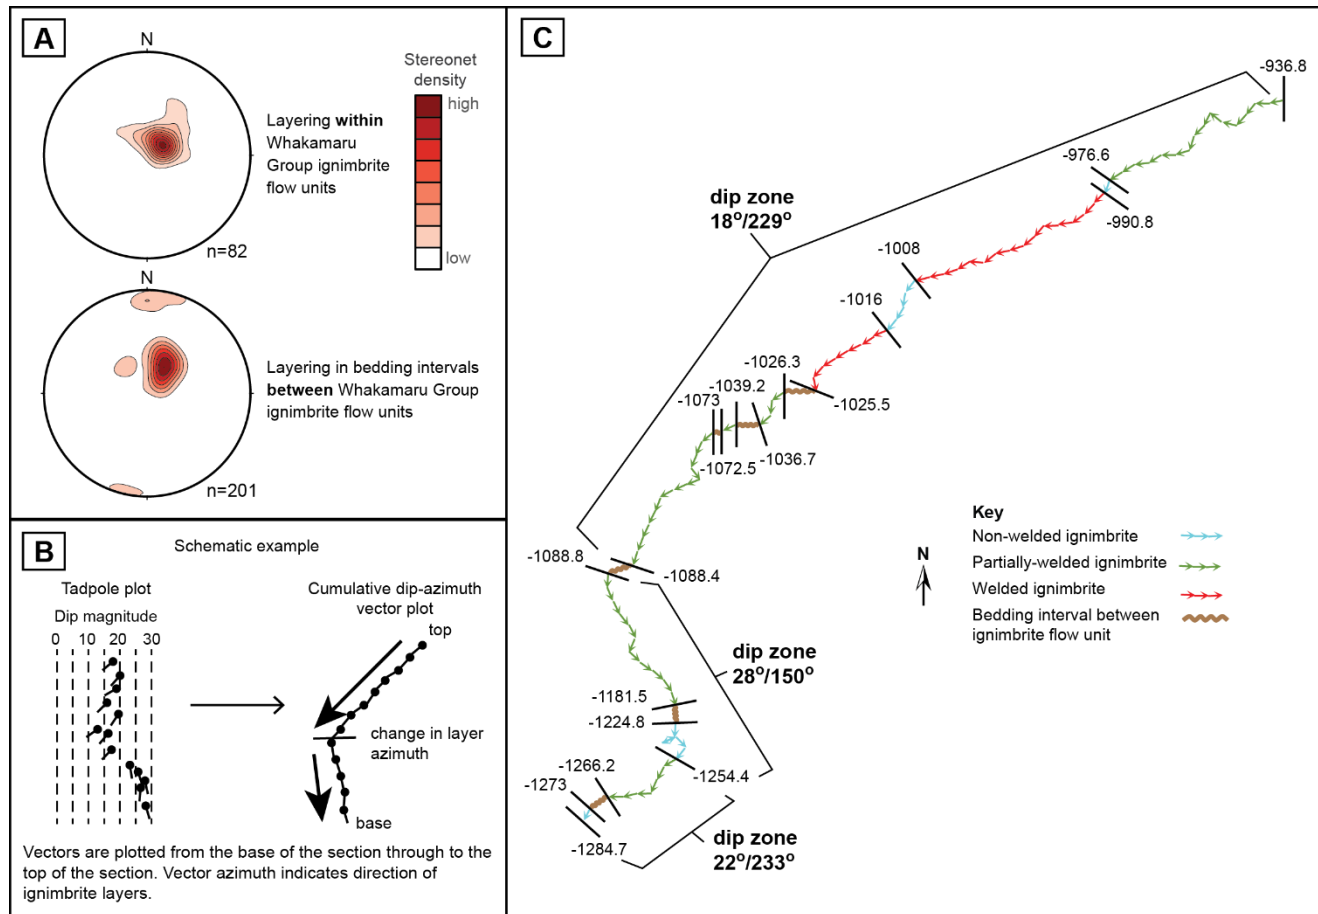 A
N
Stereonet
density
high
low
Layering within
Whakamaru
Group ignimbrite
flow units
n=82
N
Layering in bedding intervals
between Whakamaru Group
ignimbrite flow units
n=201
B
Schematic example
Tadpole plot
Dip magnitude
0 10 15 20 30
Cumulative dip-azimuth
vector plot
top
change in layer
azimuth
base
Vectors are plotted from the base of the section through to the
top of the section. Vector azimuth indicates direction of
ignimbrite layers.
C
-936.8
-976.6
-990.8
dip zone
18°/229°
-1008
-1016
-1026.3
-1025.5
-1039.2
-1036.7
-1073
-1072.5
-1088.8
-1088.4
Key
Non-welded ignimbrite
Partially-welded ignimbrite
Welded ignimbrite
Bedding interval between
ignimbrite flow unit
N
dip zone
28°/150°
-1181.5
-1224.8
-1254.4
-1266.2
-1273
-1284.7
dip zone
22°/233°